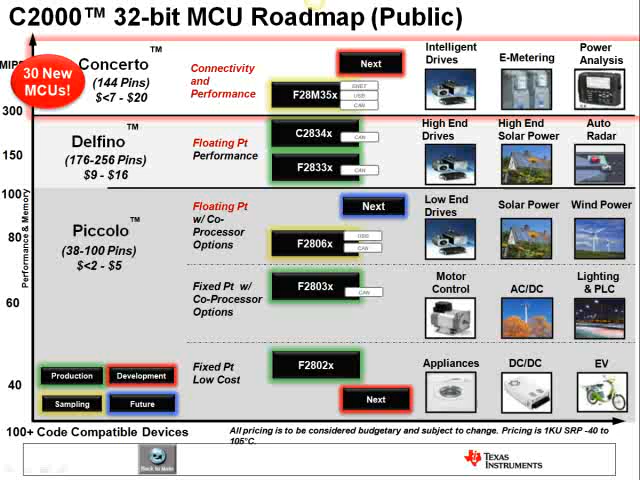 C2000™ 32-bit MCU Roadmap (Public)
MIPS
30 New
MCUs!
Concerto™
(144 Pins)
$<7 - $20
Connectivity
and
Performance
Next
F28M35x
ENET
USB
CAN
Intelligent
Drives
E-Metering
Power
Analysis
300
Delfino™
(176-256 Pins)
$9 - $16
150
Floating Pt
Performance
C2834x
CAN
F2833x
CAN
High End
Drives
High End
Solar Power
Auto
Radar
100
Performance & Memory
Piccolo™
(38-100 Pins)
$<2 - $5
80
Floating Pt
w/ Co-
Processor
Options
Next
F2806x
USB
CAN
Low End
Drives
Solar Power
Wind Power
60
Fixed Pt w/
Co-Processor
Options
F2803x
CAN
Motor
Control
AC/DC
Lighting
& PLC
40
Fixed Pt
Low Cost
F2802x
Next
Appliances
DC/DC
EV
Production
Development
Sampling
Future
100+ Code Compatible Devices
All pricing is to be considered budgetary and subject to change. Pricing is 1KU SRP -40 to
105°C.
Back to Main
TEXAS
INSTRUMENTS